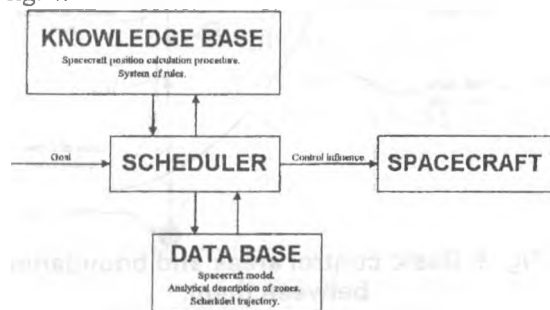 KNOWLEDGE BASE
Spacecraft position calculation procedure.
System of rules.
Goal
SCHEDULER
Control influence
SPACECRAFT
DATA BASE
Spacecraft model.
Analytical description of zones.
Scheduled trajectory.